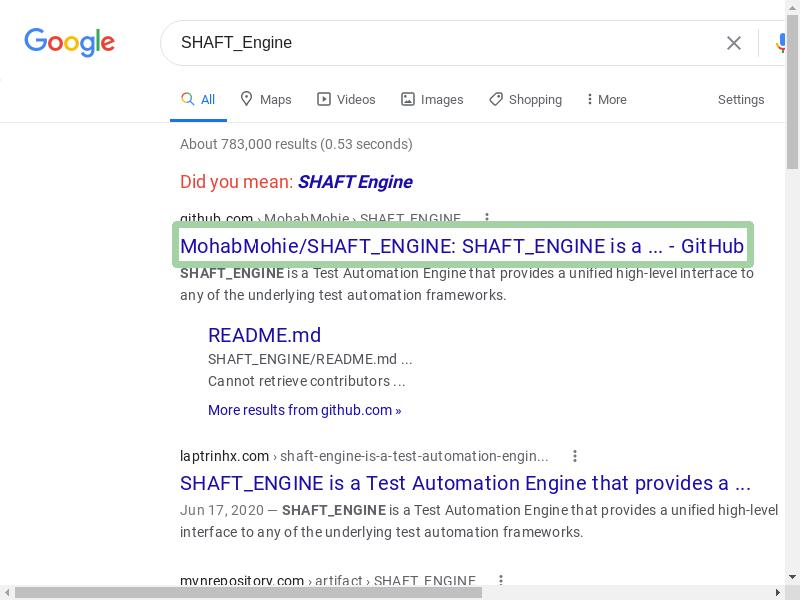 Google
SHAFT_Engine
All Maps Videos Images Shopping More Settings
About 783,000 results (0.53 seconds)
Did you mean: SHAFT Engine
github.com › MohabMohie › SHAFT_ENGINE
MohabMohie/SHAFT_ENGINE: SHAFT_ENGINE is a ... - GitHub
SHAFT_ENGINE is a Test Automation Engine that provides a unified high-level interface to
any of the underlying test automation frameworks.
README.md
SHAFT_ENGINE/README.md ...
Cannot retrieve contributors ...
More results from github.com »
laptrinhx.com › shaft-engine-is-a-test-automation-engin...
SHAFT_ENGINE is a Test Automation Engine that provides a ...
Jun 17, 2020 — SHAFT_ENGINE is a Test Automation Engine that provides a unified high-level
interface to any of the underlying test automation frameworks.
mvnrepository.com › artifact › SHAFT_ENGINE